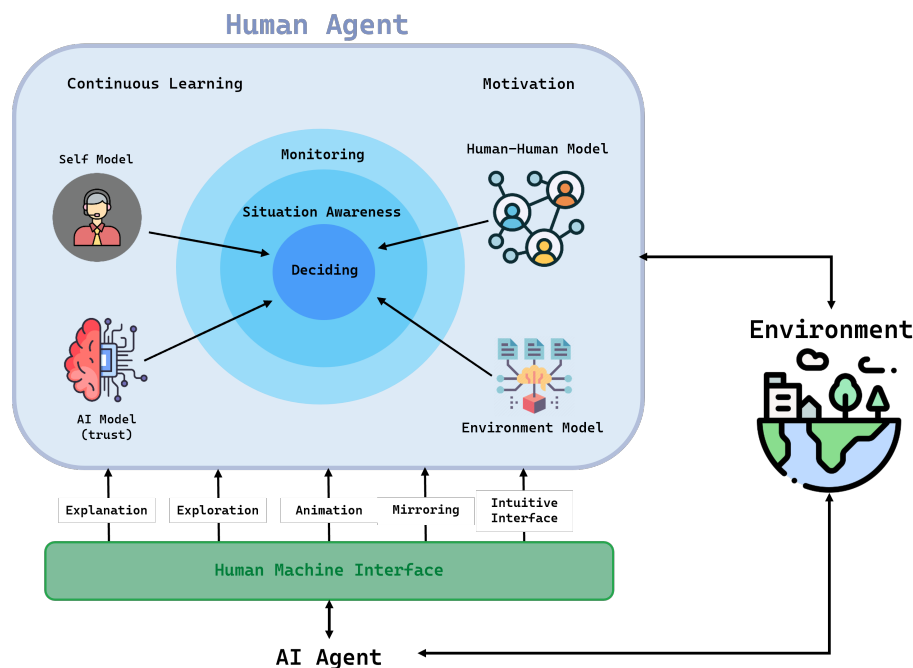 Human Agent
Continuous Learning
Motivation
Self Model
Monitoring
Human-Human Model
Situation Awareness
Deciding
AI Model
(trust)
Environment Model
Environment
Explanation
Exploration
Animation
Mirroring
Intuitive
Interface
Human Machine Interface
AI Agent